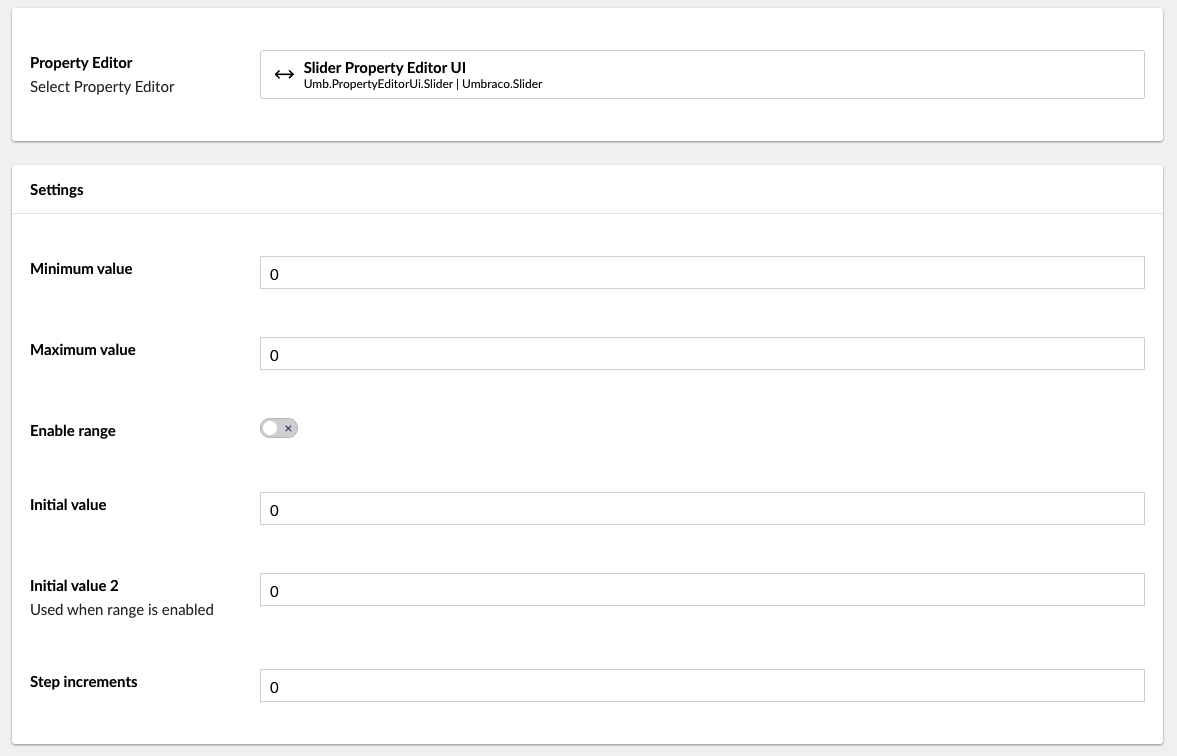 Property Editor
Select Property Editor
Slider Property Editor UI
Umb.PropertyEditorUi.Slider | Umbraco.Slider
Settings
Minimum value
0
Maximum value
0
Enable range
Initial value
0
Initial value 2
Used when range is enabled
0
Step increments
0